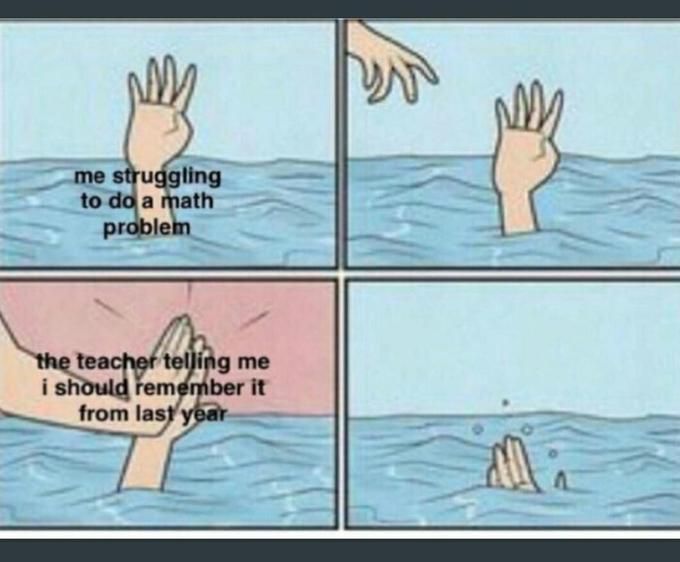 me struggling
to do a math
problem
the teacher telling me
i should remember it
from last year